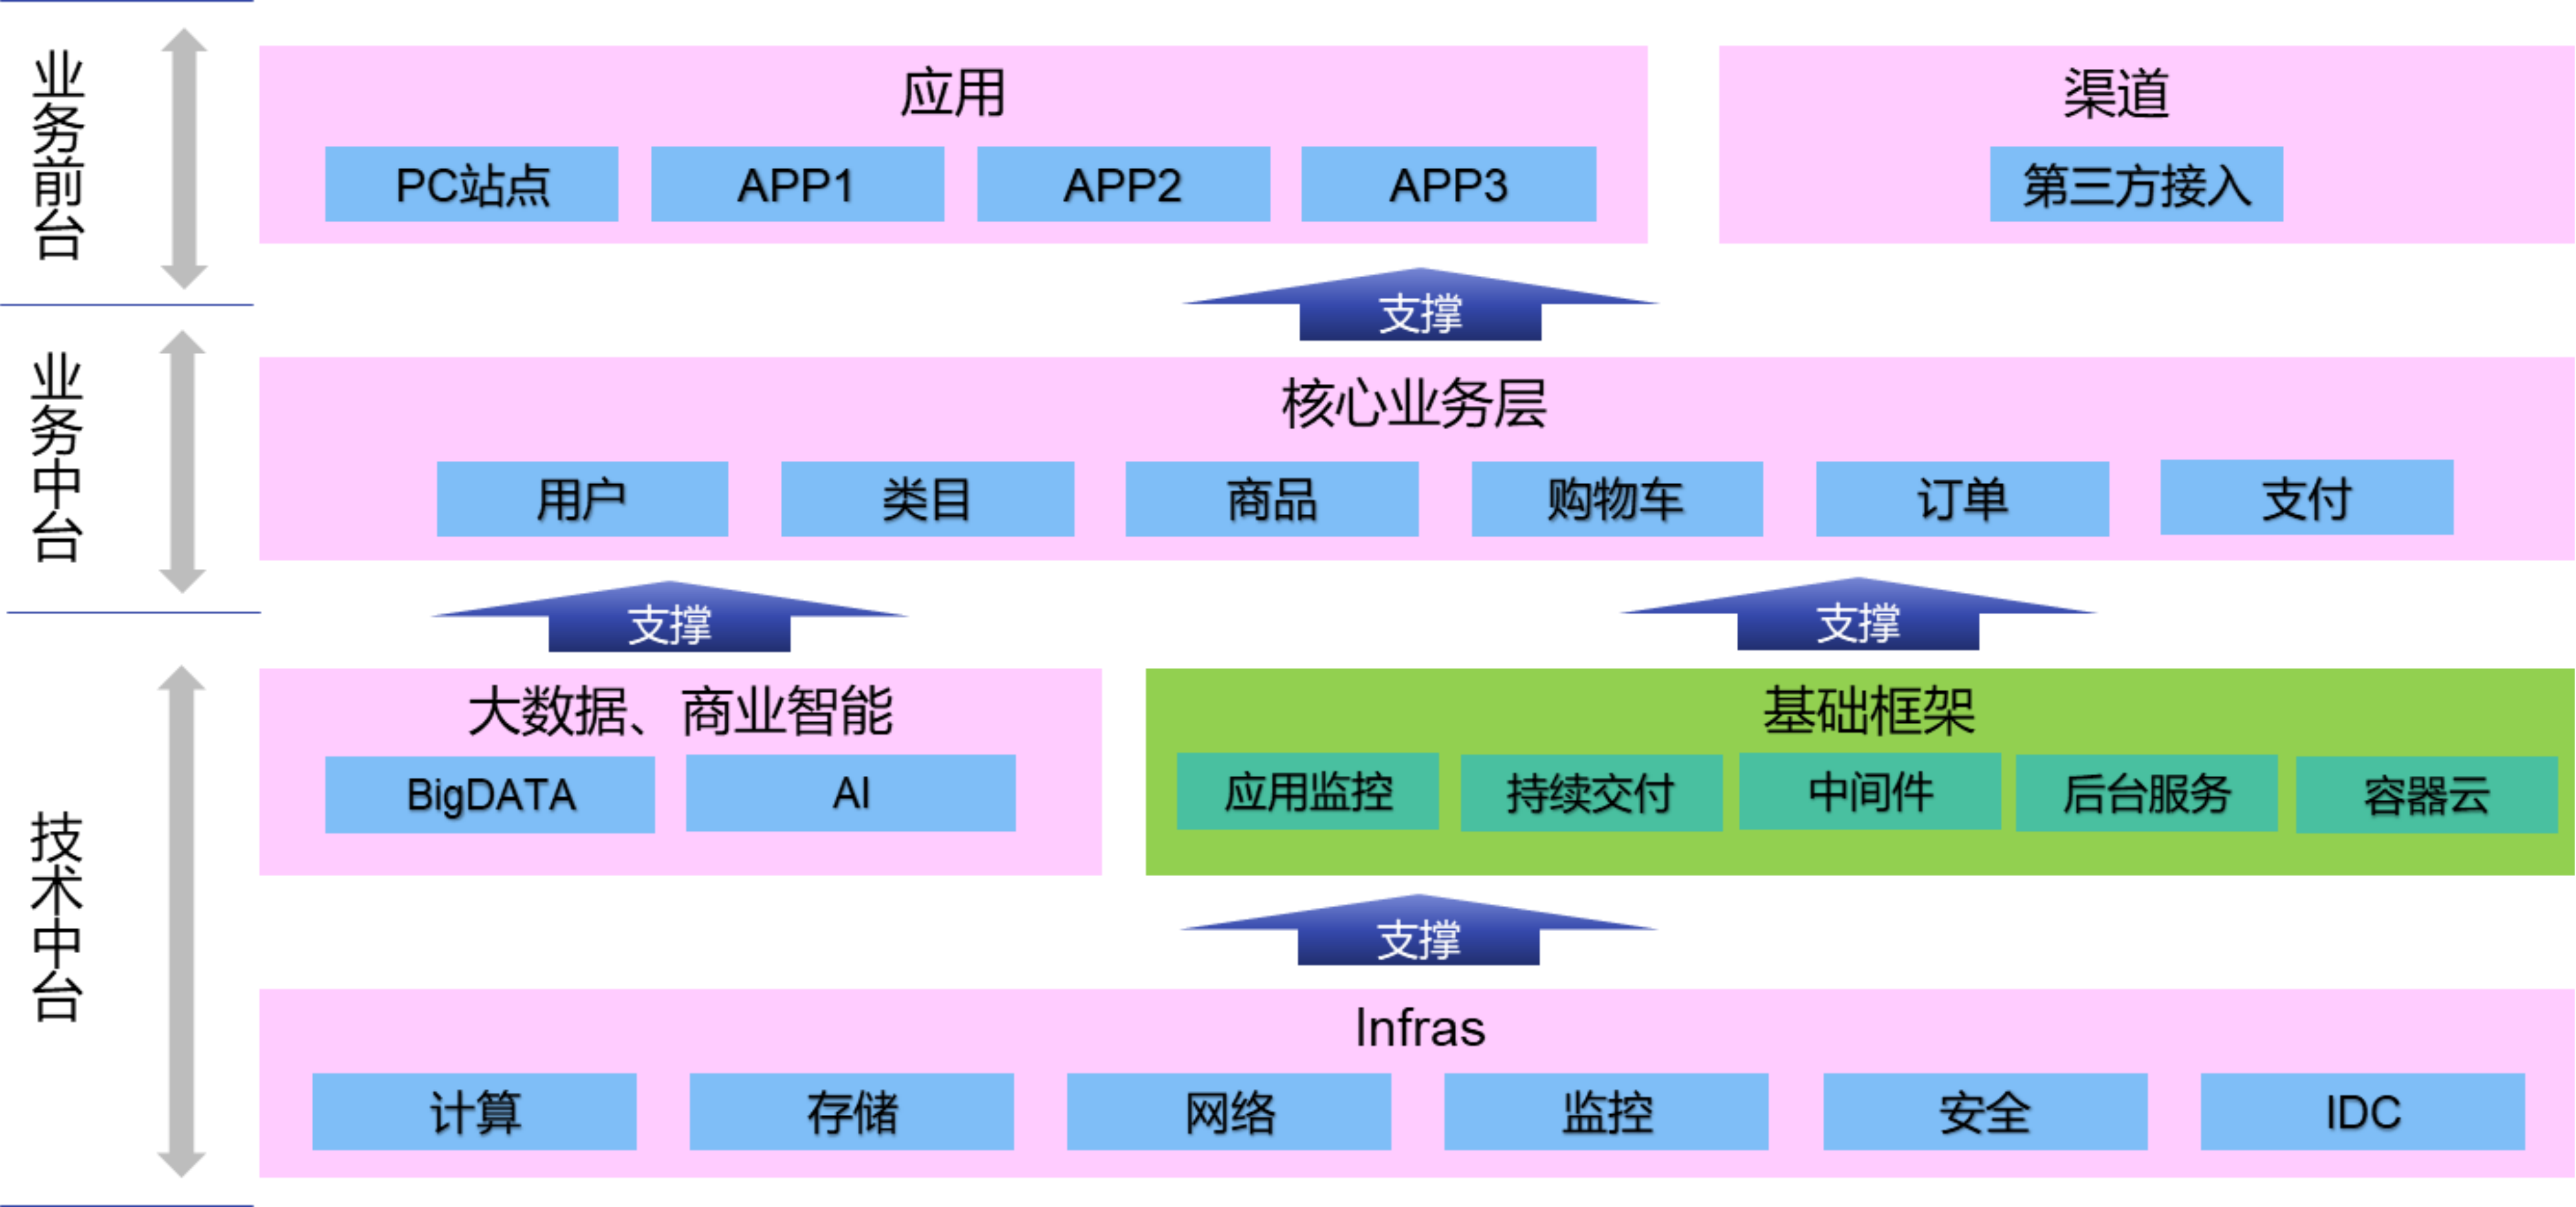 业务前台
应用
PC站点
APP1
APP2
APP3
渠道
第三方接入
支撑
业务中台
核心业务层
用户
类目
商品
购物车
订单
支付
支撑
支撑
技术中台
大数据、商业智能
BigDATA
AI
基础框架
应用监控
持续交付
中间件
后台服务
容器云
支撑
Infras
计算
存储
网络
监控
安全
IDC